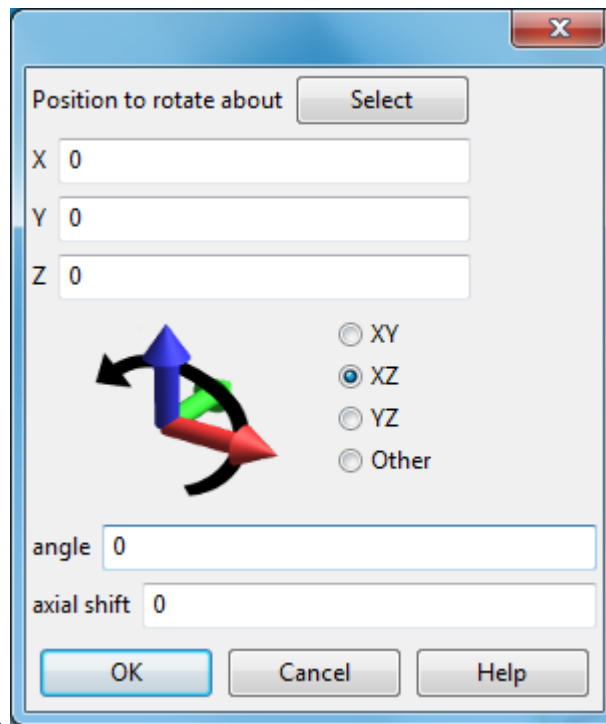 Position to rotate about Select
X 0
Y 0
Z 0
XY
XZ
YZ
Other
angle 0
axial shift 0
OK Cancel Help